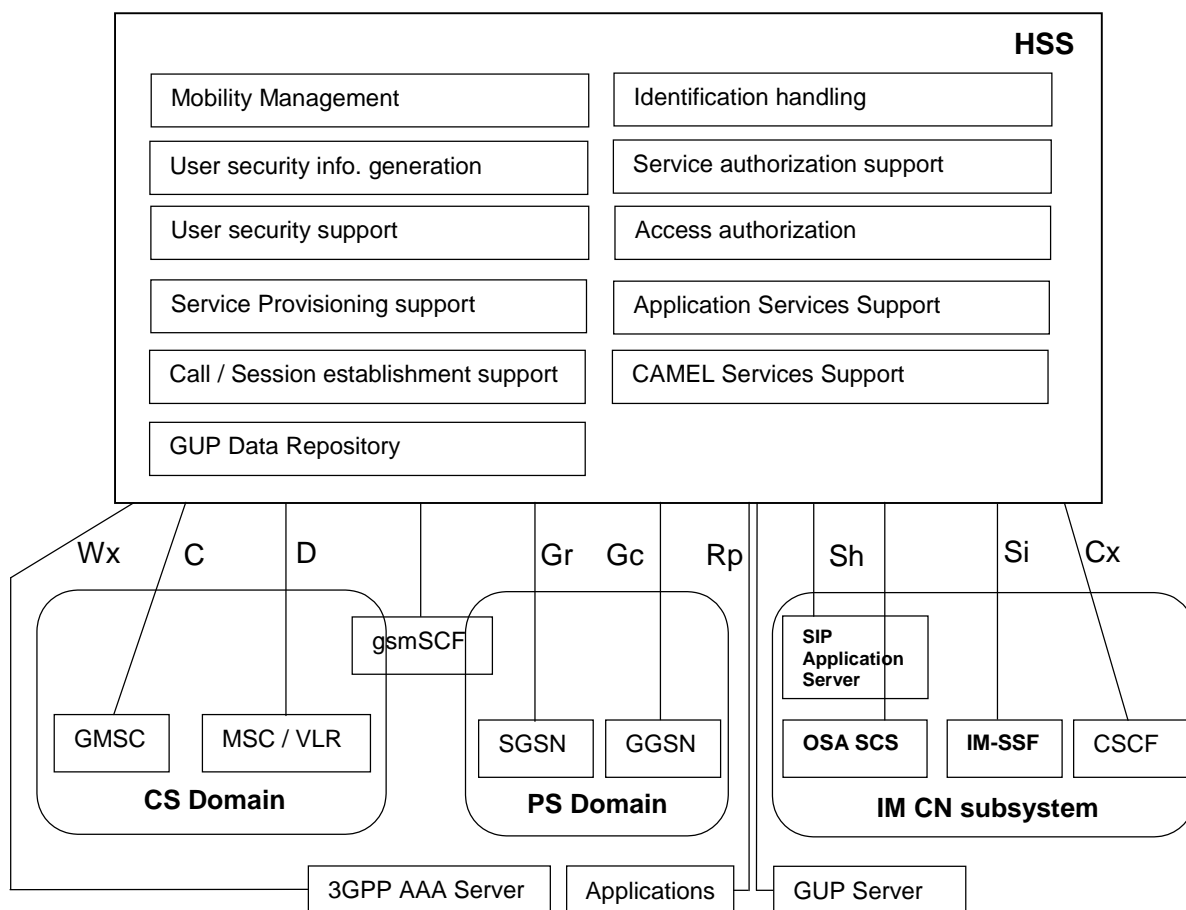 HSS
Mobility Management
Identification handling
User security info. generation
Service authorization support
User security support
Access authorization
Service Provisioning support
Application Services Support
Call / Session establishment support
CAMEL Services Support
GUP Data Repository
Wx
C
D
Gr
Gc
Rp
Sh
Si
Cx
gsmSCF
SIP
Application
Server
GMSC
MSC / VLR
SGSN
GGSN
OSA SCS
IM-SSF
CSCF
CS Domain
PS Domain
IM CN subsystem
3GPP AAA Server
Applications
GUP Server